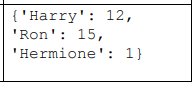 {'Harry': 12,
'Ron': 15,
'Hermione': 1}